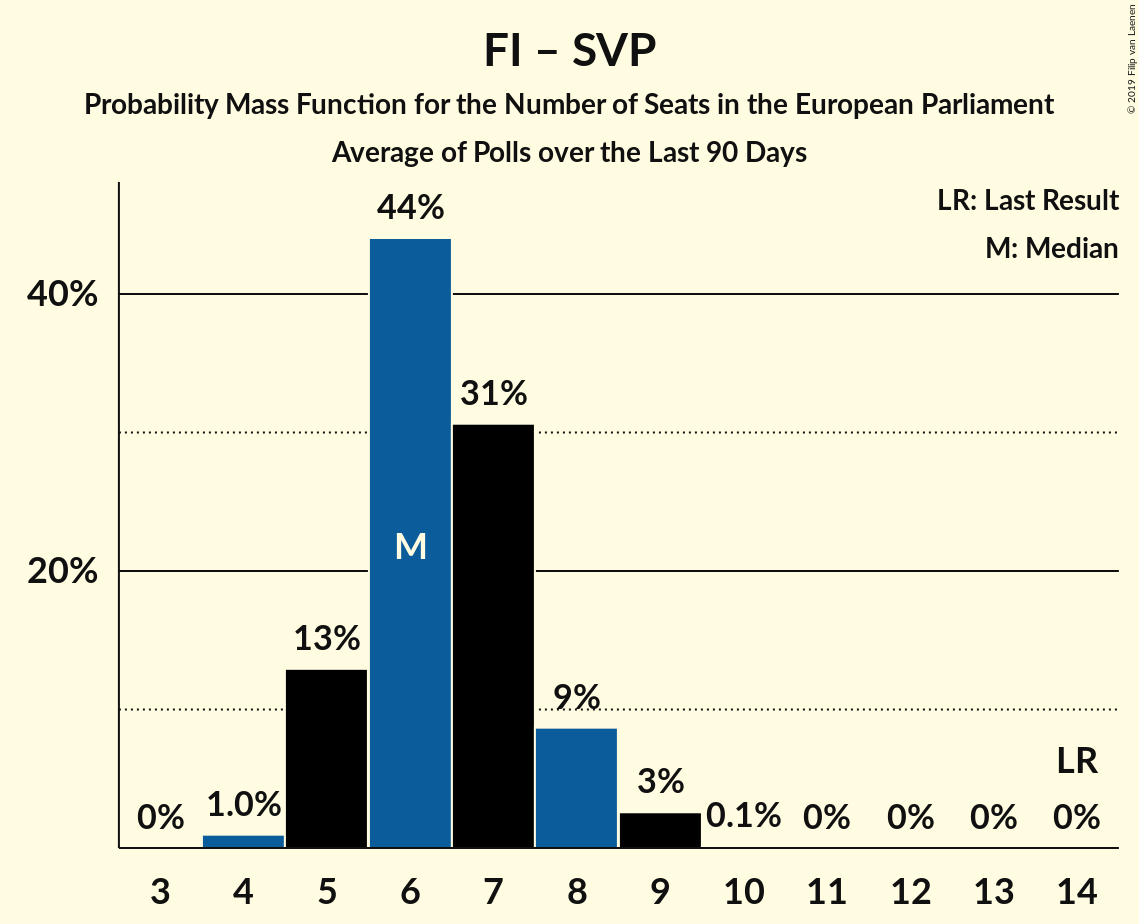 FI – SVP
Probability Mass Function for the Number of Seats in the European Parliament
Average of Polls over the Last 90 Days
© 2019 Filip van Laenen
LR: Last Result
M: Median
40%
20%
0%
1.0%
13%
44%
M
31%
9%
3%
0.1%
0%
0%
0%
LR
0%
3 4 5 6 7 8 9 10 11 12 13 14